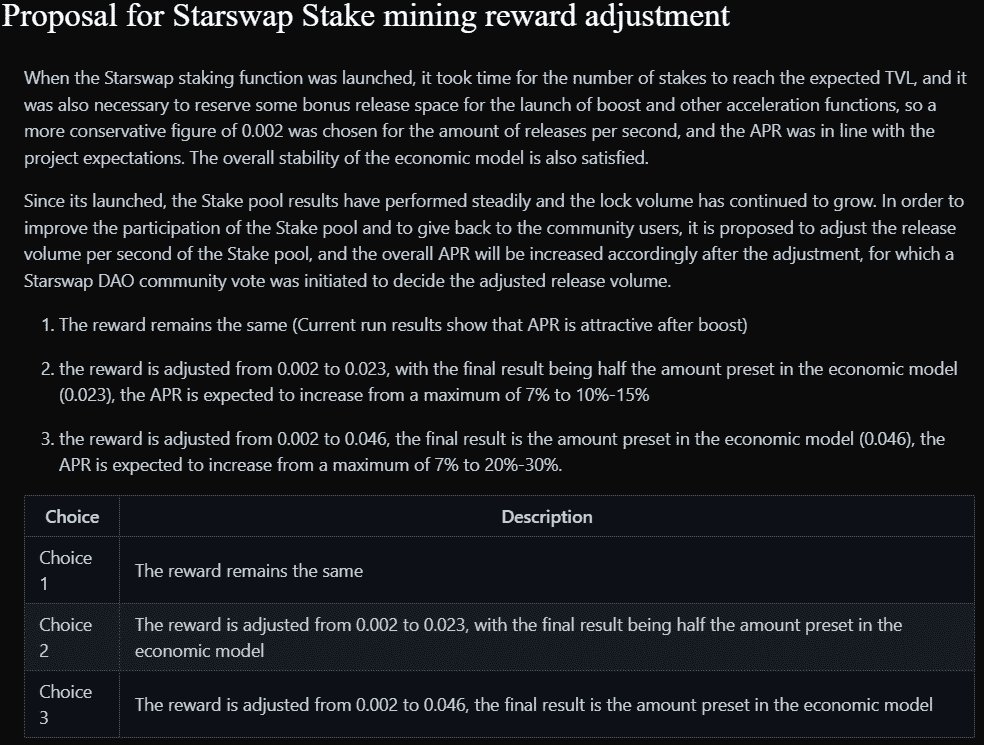 Proposal for Starswap Stake mining reward adjustment
When the Starswap staking function was launched, it took time for the number of stakes to reach the expected TVL, and it
was also necessary to reserve some bonus release space for the launch of boost and other acceleration functions, so a
more conservative figure of 0.002 was chosen for the amount of releases per second, and the APR was in line with the
project expectations. The overall stability of the economic model is also satisfied.
Since its launched, the Stake pool results have performed steadily and the lock volume has continued to grow. In order to
improve the participation of the Stake pool and to give back to the community users, it is proposed to adjust the release
volume per second of the Stake pool, and the overall APR will be increased accordingly after the adjustment, for which a
Starswap DAO community vote was initiated to decide the adjusted release volume.
1. The reward remains the same (Current run results show that APR is attractive after boost)
2. the reward is adjusted from 0.002 to 0.023, with the final result being half the amount preset in the economic model
(0.023), the APR is expected to increase from a maximum of 7% to 10%-15%
3. the reward is adjusted from 0.002 to 0.046, the final result is the amount preset in the economic model (0.046), the
APR is expected to increase from a maximum of 7% to 20%-30%.
Choice Description
Choice
1
The reward remains the same
Choice
2
The reward is adjusted from 0.002 to 0.023, with the final result being half the amount preset in the
economic model
Choice
3
The reward is adjusted from 0.002 to 0.046, the final result is the amount preset in the economic model